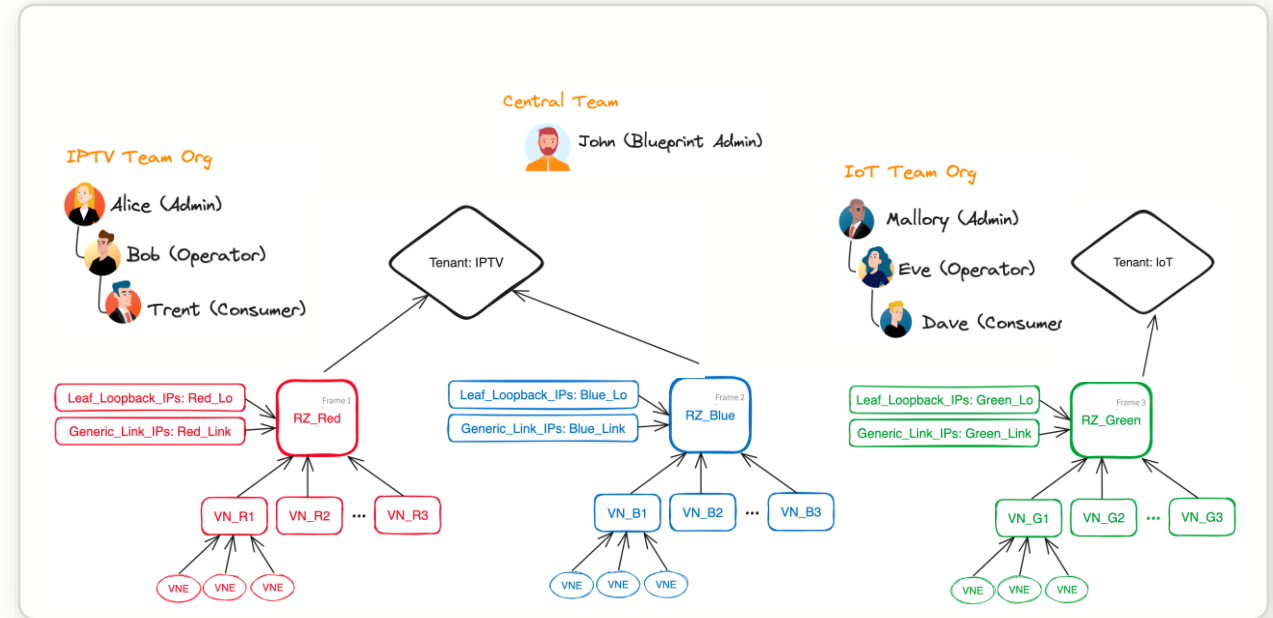 Central Team
John (Blueprint Admin)
IPTV Team Org
Alice (Admin)
Bob (Operator)
Trent (Consumer)
IoT Team Org
Mallory (Admin)
Eve (Operator)
Dave (Consumer
Tenant: IPTV
Tenant: IoT
Leaf_Loopback_IPs: Red_Lo
Generic_Link_IPs: Red_Link
Frame 1
RZ_Red
Leaf_Loopback_IPs: Blue_Lo
Generic_Link_IPs: Blue_Link
Frame 2
RZ_Blue
Leaf_Loopback_IPs: Green_Lo
Generic_Link_IPs: Green_Link
Frame 3
RZ_Green
VN_R1 VN_R2 ... VN_R3
VN_B1 VN_B2 ... VN_B3
VN_G1 VN_G2 ... VN_G3
VNE VNE VNE
VNE VNE VNE
VNE VNE VNE